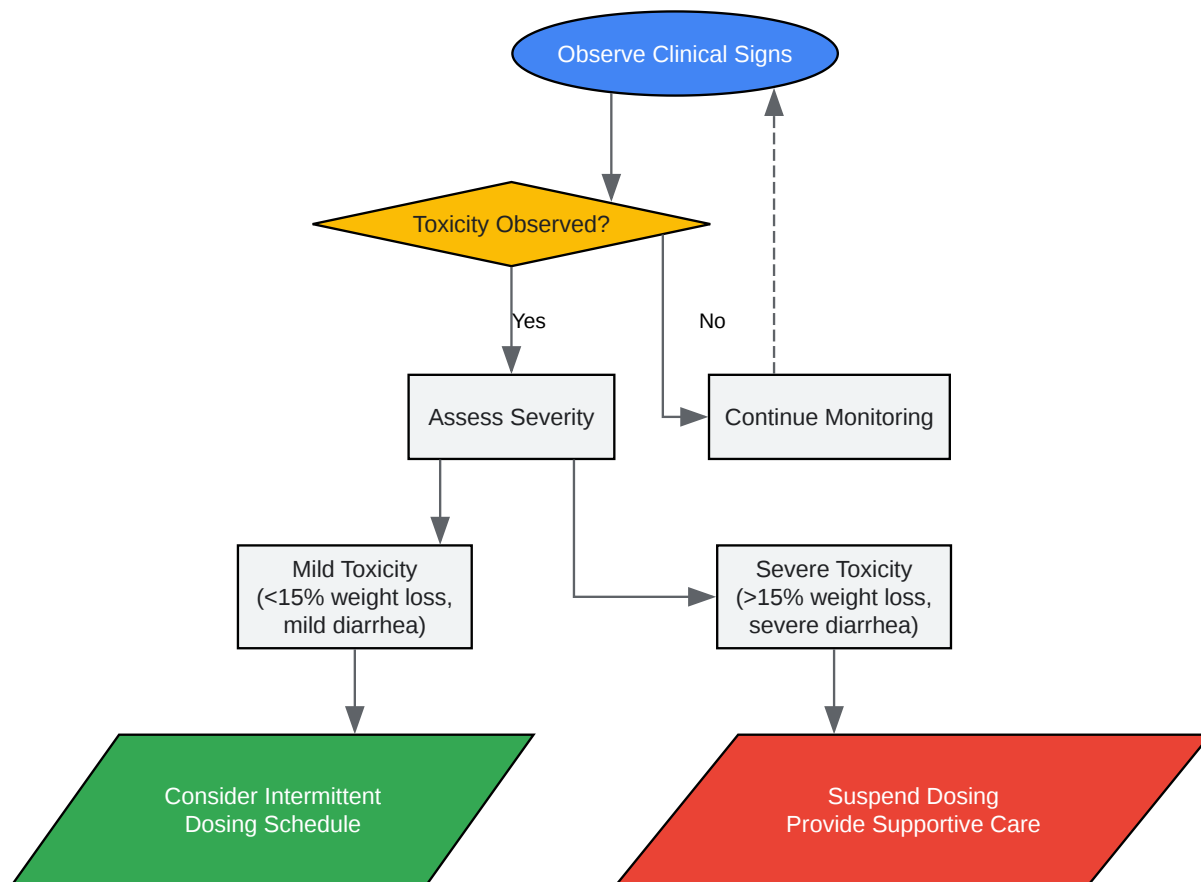 Observe Clinical Signs
Toxicity Observed?
Yes
No
Assess Severity
Continue Monitoring
Mild Toxicity
(<15% weight loss,
mild diarrhea)
Severe Toxicity
(>15% weight loss,
severe diarrhea)
Consider Intermittent
Dosing Schedule
Suspend Dosing
Provide Supportive Care